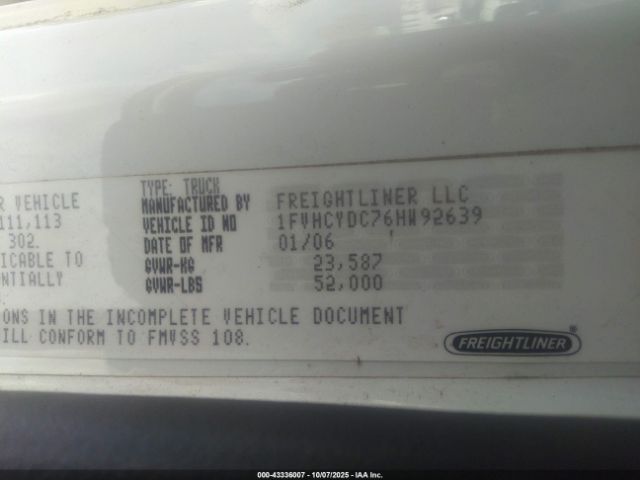 TYPE: TRUCK
R VEHICLE MANUFACTURED BY FREIGHTLINER LLC
111,113 VEHICLE ID NO 1FVHCYDC76HW92639
302. DATE OF MFR 01/06
ICABLE TO GVWR-KG 23,587
ONTIALLY GVWR-LBS 52,000
ONS IN THE INCOMPLETE VEHICLE DOCUMENT
WILL CONFORM TO FMVSS 108.
FREIGHTLINER
000-43336007 - 10/07/2025 - IAA Inc.